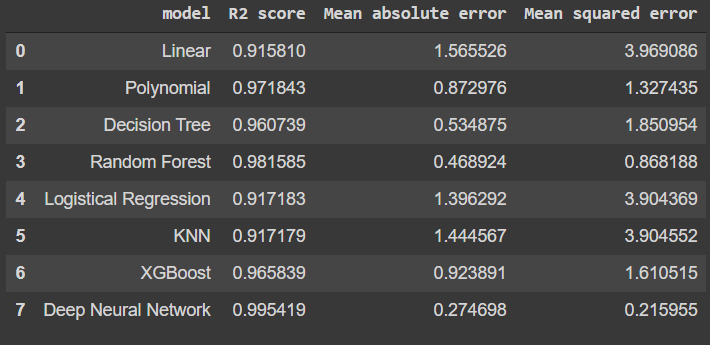 model R2 score Mean absolute error Mean squared error
0 Linear 0.915810 1.565526 3.969086
1 Polynomial 0.971843 0.872976 1.327435
2 Decision Tree 0.960739 0.534875 1.850954
3 Random Forest 0.981585 0.468924 0.868188
4 Logistical Regression 0.917183 1.396292 3.904369
5 KNN 0.917179 1.444567 3.904552
6 XGBoost 0.965839 0.923891 1.610515
7 Deep Neural Network 0.995419 0.274698 0.215955